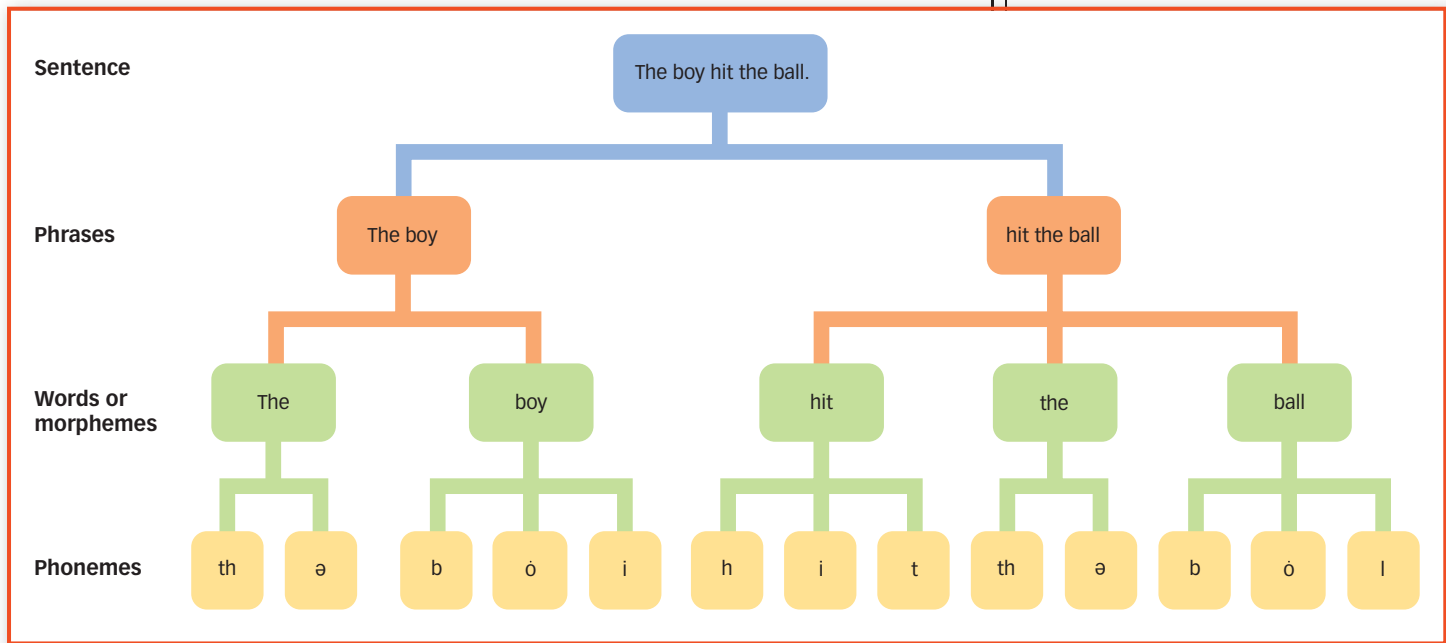 Sentence
The boy hit the ball.
Phrases
The boy
hit the ball
Words or
morphemes
The
boy
hit
the
ball
Phonemes
th
ə
b
ȯ
i
h
i
t
th
ə
b
ȯ
l